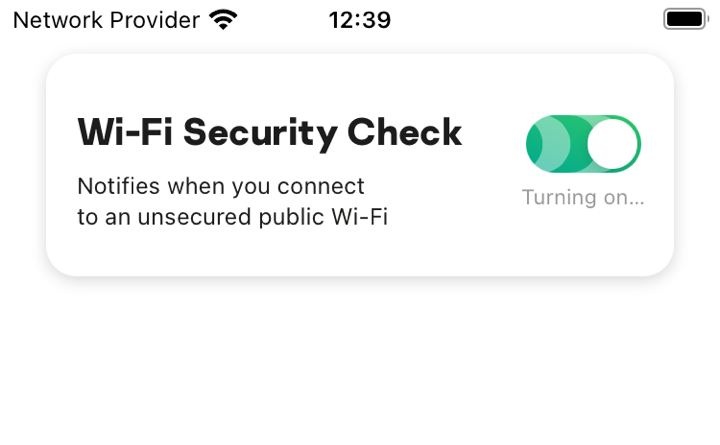 Network Provider 12:39
Wi-Fi Security Check
Notifies when you connect
to an unsecured public Wi-Fi
Turning on...